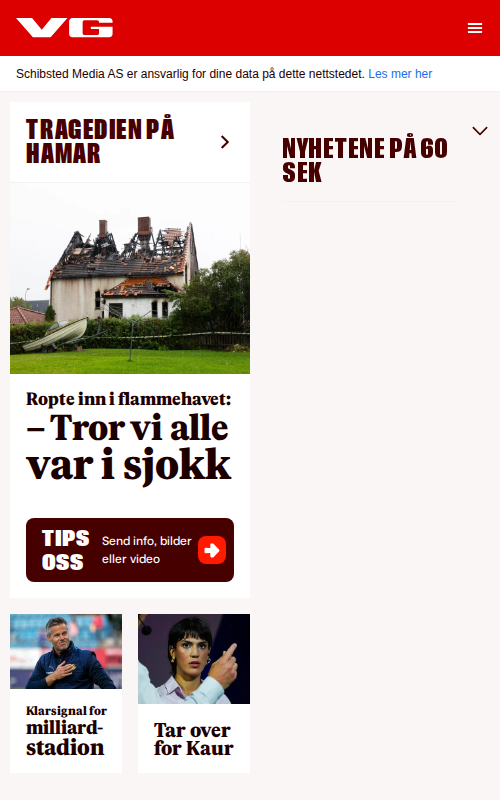 VG
Schibsted Media AS er ansvarlig for dine data på dette nettstedet. Les mer her
TRAGEDIEN PÅ
HAMAR
Ropte inn i flammehavet:
– Tror vi alle
var i sjokk
TIPS
OSS
Send info, bilder
eller video
Klarsignal for
milliard-
stadion
Tar over
for Kaur
NYHETENE PÅ 60
SEK